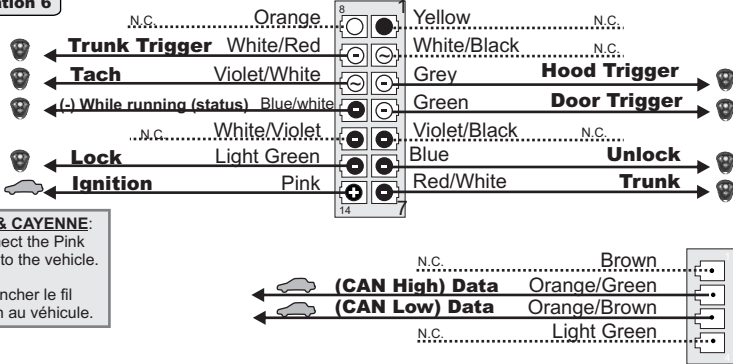 ation 6
8 1
N.C. Orange Yellow N.C.
Trunk Trigger White/Red White/Black N.C.
Tach Violet/White Grey Hood Trigger
(-) While running (status) Blue/white Green Door Trigger
N.C. White/Violet Violet/Black N.C.
Lock Light Green Blue Unlock
Ignition Pink Red/White Trunk
14 7
& CAYENNE:
ect the Pink
to the vehicle.
ncher le fil
n au véhicule.
N.C. Brown
(CAN High) Data Orange/Green
(CAN Low) Data Orange/Brown
N.C. Light Green